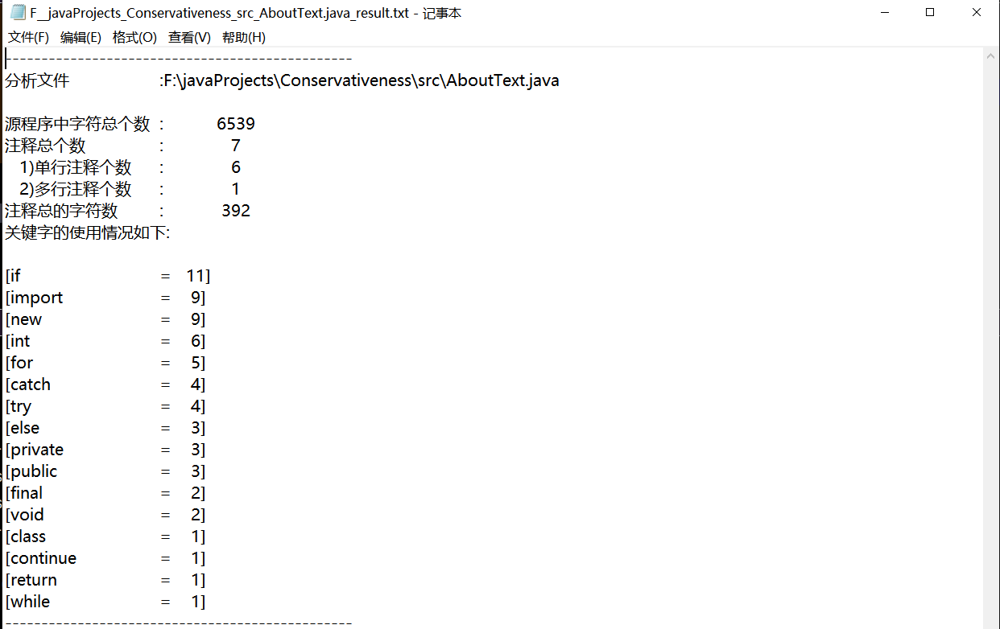 F__javaProjects_Conservativeness_src_AboutText.java_result.txt - 记事本
文件(F) 编辑(E) 格式(O) 查看(V) 帮助(H)
------------------------------------------------
分析文件 :F:\javaProjects\Conservativeness\src\AboutText.java
源程序中字符总个数 : 6539
注释总个数 : 7
1)单行注释个数 : 6
2)多行注释个数 : 1
注释总的字符数 : 392
关键字的使用情况如下:
[if = 11]
[import = 9]
[new = 9]
[int = 6]
[for = 5]
[catch = 4]
[try = 4]
[else = 3]
[private = 3]
[public = 3]
[final = 2]
[void = 2]
[class = 1]
[continue = 1]
[return = 1]
[while = 1]
------------------------------------------------